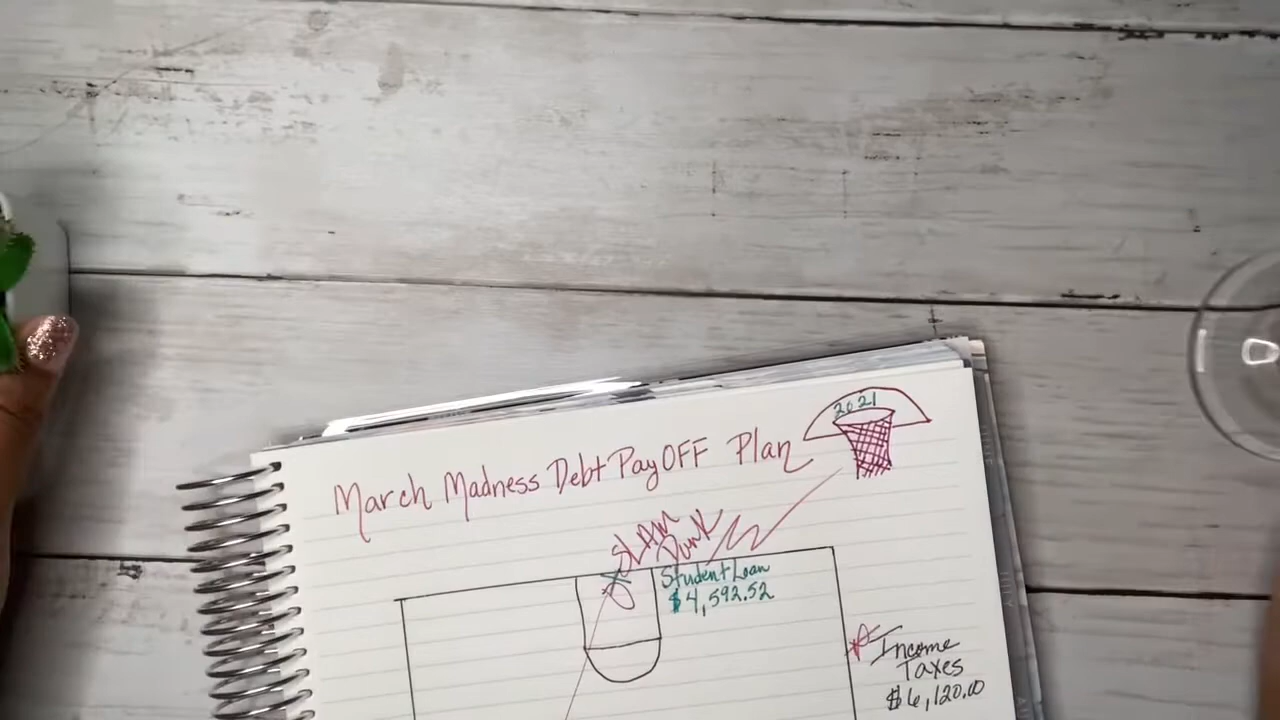 2021
March Madness Debt PayOFF Plan
SLAM
Dunk
Student Loan
$4,592.52
Income
Taxes
$6,120.00